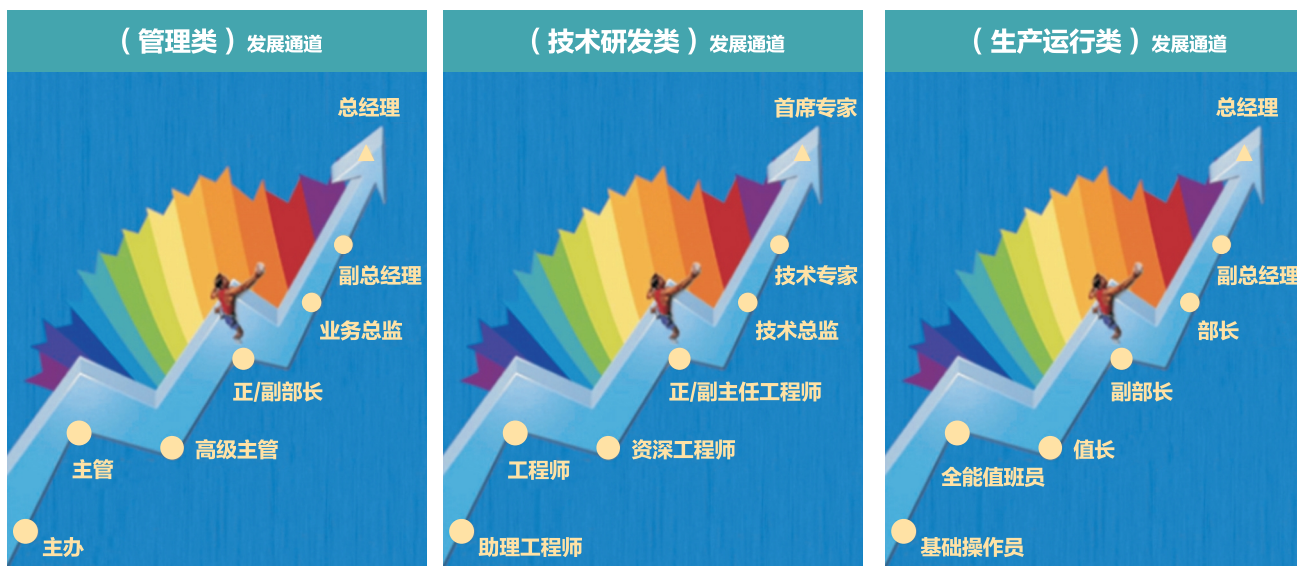 （管理类）发展通道
总经理
副总经理
业务总监
正/副部长
高级主管
主管
主办
（技术研发类）发展通道
首席专家
技术专家
技术总监
正/副主任工程师
资深工程师
工程师
助理工程师
（生产运行类）发展通道
总经理
副总经理
部长
副部长
值长
全能值班员
基础操作员